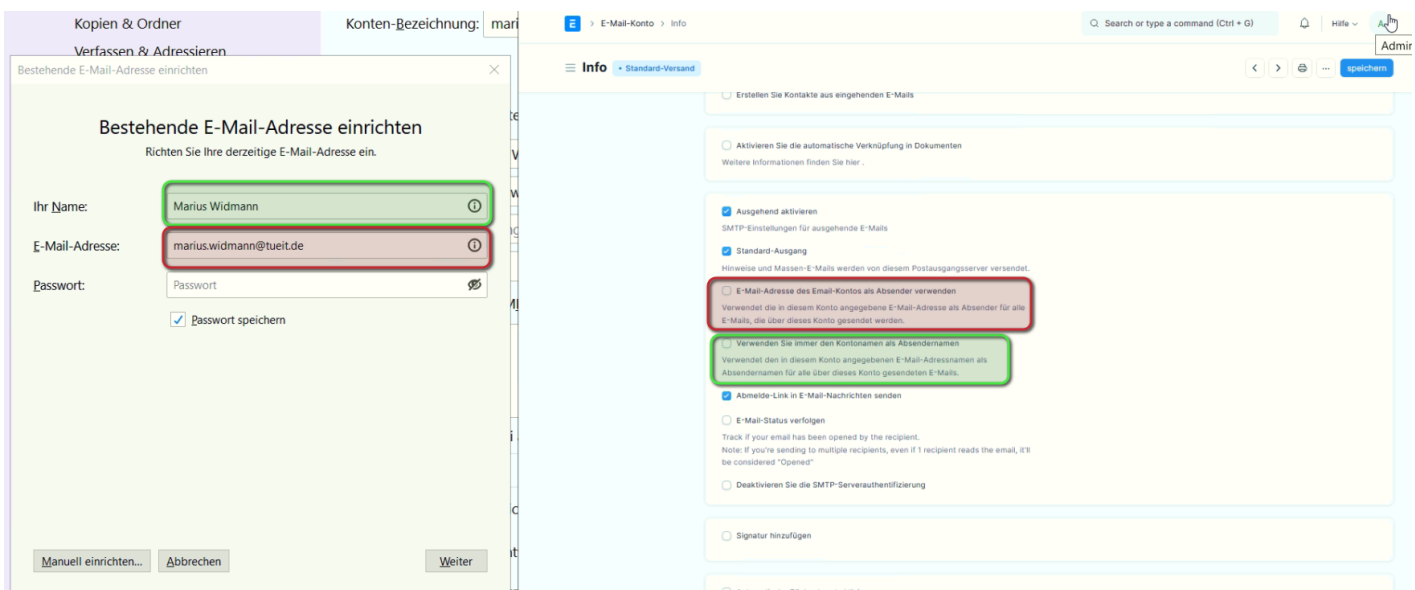 Kopien & Ordner
Verfassen & Adressieren
Konten-Bezeichnung: mari
Bestehende E-Mail-Adresse einrichten
Bestehende E-Mail-Adresse einrichten
Richten Sie Ihre derzeitige E-Mail-Adresse ein.
Ihr Name: Marius Widmann
E-Mail-Adresse: marius.widmann@tueit.de
Passwort: Passwort
Passwort speichern
Manuell einrichten... Abbrechen Weiter
E > E-Mail-Konto > Info
Search or type a command (Ctrl + G)
Hilfe
Admin
Info • Standard-Versand
speichern
Erstellen Sie Kontakte aus eingehenden E-Mails
Aktivieren Sie die automatische Verknüpfung in Dokumenten
Weitere Informationen finden Sie hier .
Ausgehend aktivieren
SMTP-Einstellungen für ausgehende E-Mails
Standard-Ausgang
Hinweise und Massen-E-Mails werden von diesem Postausgangsserver versendet.
E-Mail-Adresse des Email-Kontos als Absender verwenden
Verwendet die in diesem Konto angegebene E-Mail-Adresse als Absender für alle
E-Mails, die über dieses Konto gesendet werden.
Verwenden Sie immer den Kontonamen als Absendernamen
Verwendet den in diesem Konto angegebenen E-Mail-Adressnamen als
Absendernamen für alle über dieses Konto gesendeten E-Mails.
Abmelde-Link in E-Mail-Nachrichten senden
E-Mail-Status verfolgen
Track if your email has been opened by the recipient.
Note: If you're sending to multiple recipients, even if 1 recipient reads the email, it'll
be considered "Opened"
Deaktivieren Sie die SMTP-Serverauthentifizierung
Signatur hinzufügen